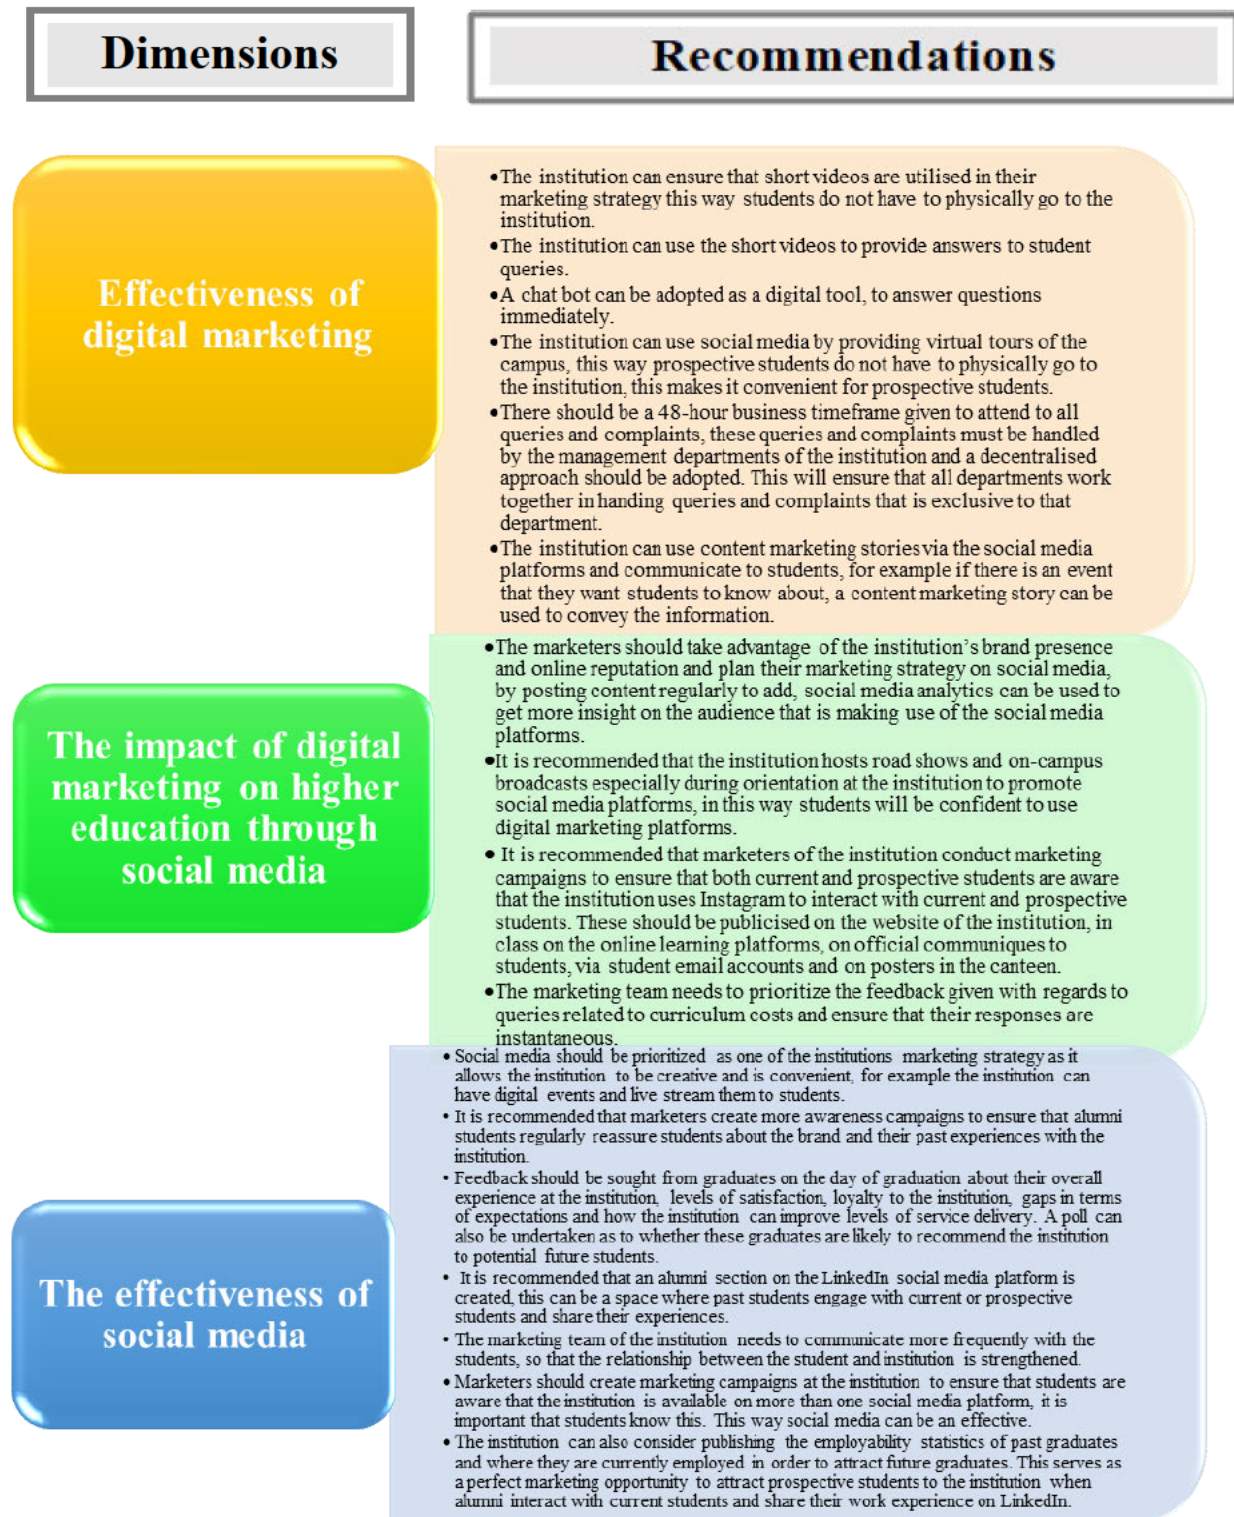 Dimensions
Recommendations
Effectiveness of
digital marketing
•The institution can ensure that short videos are utilised in their
marketing strategy this way students do not have to physically go to the
institution.
•The institution can use the short videos to provide answers to student
queries.
•A chat bot can be adopted as a digital tool, to answer questions
immediately.
•The institution can use social media by providing virtual tours of the
campus, this way prospective students do not have to physically go to
the institution, this makes it convenient for prospective students.
•There should be a 48-hour business timeframe given to attend to all
queries and complaints, these queries and complaints must be handled
by the management departments of the institution and a decentralised
approach should be adopted. This will ensure that all departments work
together in handing queries and complaints that is exclusive to that
department.
•The institution can use content marketing stories via the social media
platforms and communicate to students, for example if there is an event
that they want students to know about, a content marketing story can be
used to convey the information.
The impact of digital
marketing on higher
education through
social media
•The marketers should take advantage of the institution’s brand presence
and online reputation and plan their marketing strategy on social media,
by posting content regularly to add, social media analytics can be used to
get more insight on the audience that is making use of the social media
platforms.
•It is recommended that the institution hosts road shows and on-campus
broadcasts especially during orientation at the institution to promote
social media platforms, in this way students will be confident to use
digital marketing platforms.
• It is recommended that marketers of the institution conduct marketing
campaigns to ensure that both current and prospective students are aware
that the institution uses Instagram to interact with current and prospective
students. These should be publicised on the website of the institution, in
class on the online learning platforms, on official communiques to
students, via student email accounts and on posters in the canteen.
•The marketing team needs to prioritize the feedback given with regards to
queries related to curriculum costs and ensure that their responses are
instantaneous.
The effectiveness of
social media
• Social media should be prioritized as one of the institutions marketing strategy as it
allows the institution to be creative and is convenient, for example the institution can
have digital events and live stream them to students.
• It is recommended that marketers create more awareness campaigns to ensure that alumni
students regularly reassure students about the brand and their past experiences with the
institution.
• Feedback should be sought from graduates on the day of graduation about their overall
experience at the institution, levels of satisfaction, loyalty to the institution, gaps in terms
of expectations and how the institution can improve levels of service delivery. A poll can
also be undertaken as to whether these graduates are likely to recommend the institution
to potential future students.
• It is recommended that an alumni section on the LinkedIn social media platform is
created, this can be a space where past students engage with current or prospective
students and share their experiences.
• The marketing team of the institution needs to communicate more frequently with the
students, so that the relationship between the student and institution is strengthened.
• Marketers should create marketing campaigns at the institution to ensure that students are
aware that the institution is available on more than one social media platform, it is
important that students know this. This way social media can be an effective.
• The institution can also consider publishing the employability statistics of past graduates
and where they are currently employed in order to attract future graduates. This serves as
a perfect marketing opportunity to attract prospective students to the institution when
alumni interact with current students and share their work experience on LinkedIn.